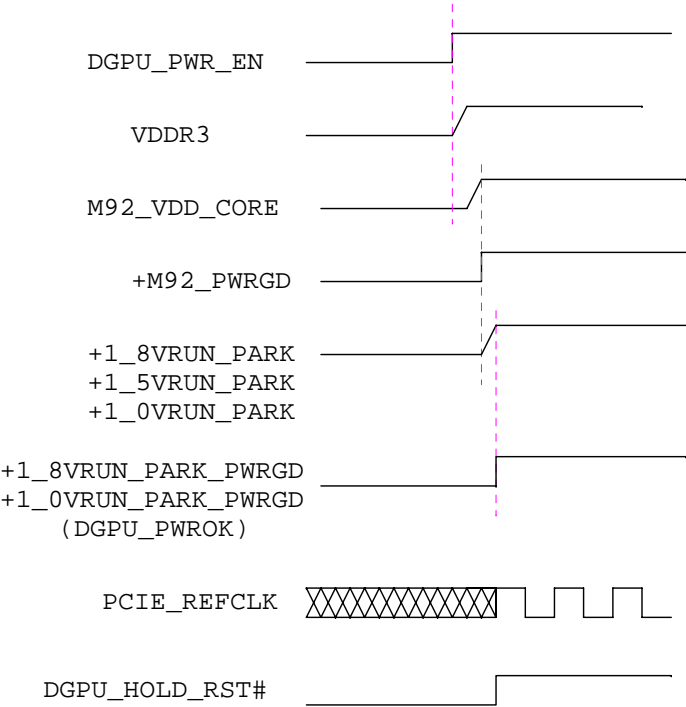 DGPU_PWR_EN
VDDR3
M92_VDD_CORE
+M92_PWRGD
+1_8VRUN_PARK
+1_5VRUN_PARK
+1_0VRUN_PARK
+1_8VRUN_PARK_PWRGD
+1_0VRUN_PARK_PWRGD
(DGPU_PWROK)
PCIE_REFCLK
DGPU_HOLD_RST#